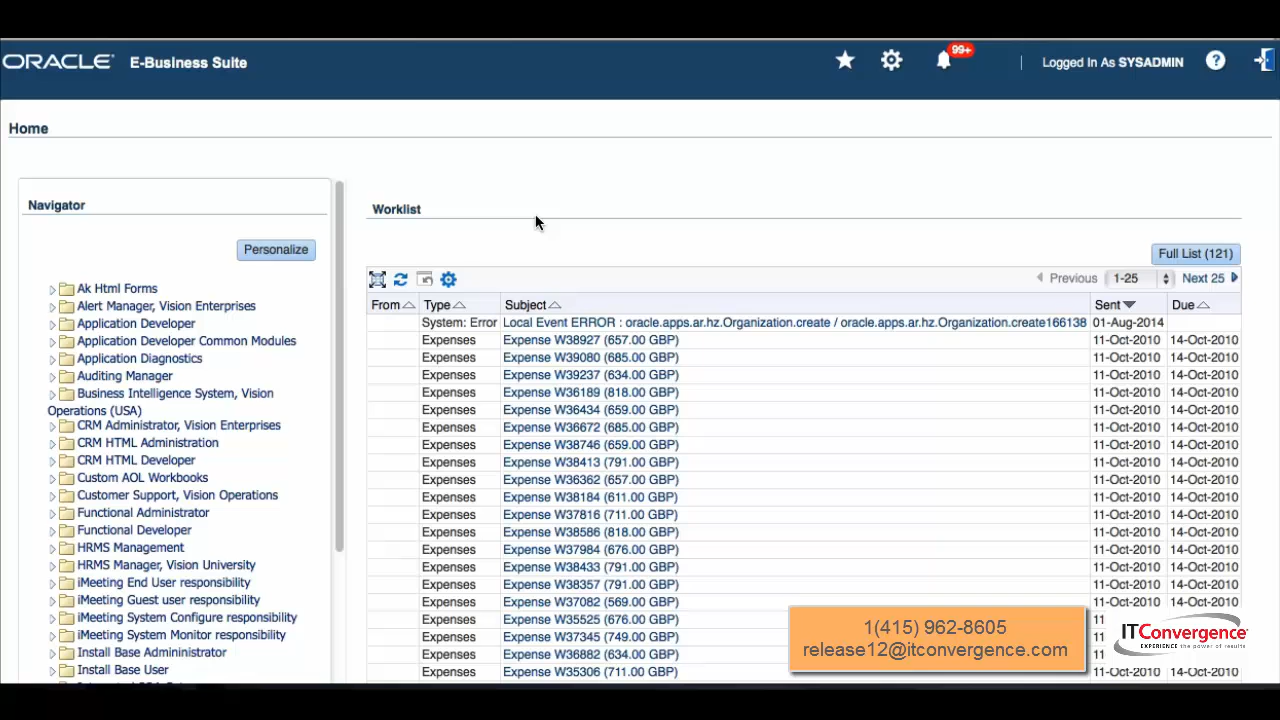 ORACLE E-Business Suite 99+ Logged In As SYSADMIN ?
Home
Navigator
Personalize
Ak Html Forms
Alert Manager, Vision Enterprises
Application Developer
Application Developer Common Modules
Application Diagnostics
Auditing Manager
Business Intelligence System, Vision
Operations (USA)
CRM Administrator, Vision Enterprises
CRM HTML Administration
CRM HTML Developer
Custom AOL Workbooks
Customer Support, Vision Operations
Functional Administrator
Functional Developer
HRMS Management
HRMS Manager, Vision University
iMeeting End User responsibility
iMeeting Guest user responsibility
iMeeting System Configure responsibility
iMeeting System Monitor responsibility
Install Base Administrator
Install Base User
Worklist
Full List (121)
Previous 1-25 Next 25
From Type Subject Sent Due
System: Error Local Event ERROR : oracle.apps.ar.hz.Organization.create / oracle.apps.ar.hz.Organization.create166138 01-Aug-2014
Expenses Expense W38927 (657.00 GBP) 11-Oct-2010 14-Oct-2010
Expenses Expense W39080 (685.00 GBP) 11-Oct-2010 14-Oct-2010
Expenses Expense W39237 (634.00 GBP) 11-Oct-2010 14-Oct-2010
Expenses Expense W36189 (818.00 GBP) 11-Oct-2010 14-Oct-2010
Expenses Expense W36434 (659.00 GBP) 11-Oct-2010 14-Oct-2010
Expenses Expense W36672 (685.00 GBP) 11-Oct-2010 14-Oct-2010
Expenses Expense W38746 (659.00 GBP) 11-Oct-2010 14-Oct-2010
Expenses Expense W38413 (791.00 GBP) 11-Oct-2010 14-Oct-2010
Expenses Expense W36362 (657.00 GBP) 11-Oct-2010 14-Oct-2010
Expenses Expense W38184 (611.00 GBP) 11-Oct-2010 14-Oct-2010
Expenses Expense W37816 (711.00 GBP) 11-Oct-2010 14-Oct-2010
Expenses Expense W38586 (818.00 GBP) 11-Oct-2010 14-Oct-2010
Expenses Expense W37984 (676.00 GBP) 11-Oct-2010 14-Oct-2010
Expenses Expense W38433 (791.00 GBP) 11-Oct-2010 14-Oct-2010
Expenses Expense W38357 (791.00 GBP) 11-Oct-2010 14-Oct-2010
Expenses Expense W37082 (569.00 GBP) 11-Oct-2010 14-Oct-2010
Expenses Expense W35525 (676.00 GBP) 11
Expenses Expense W37345 (749.00 GBP) 11
Expenses Expense W36882 (634.00 GBP) 11
Expenses Expense W35306 (711.00 GBP) 11-Oct-2010 14-Oct-2010
1(415) 962-8605
release12@itconvergence.com
ITConvergence
EXPERIENCE the power of results